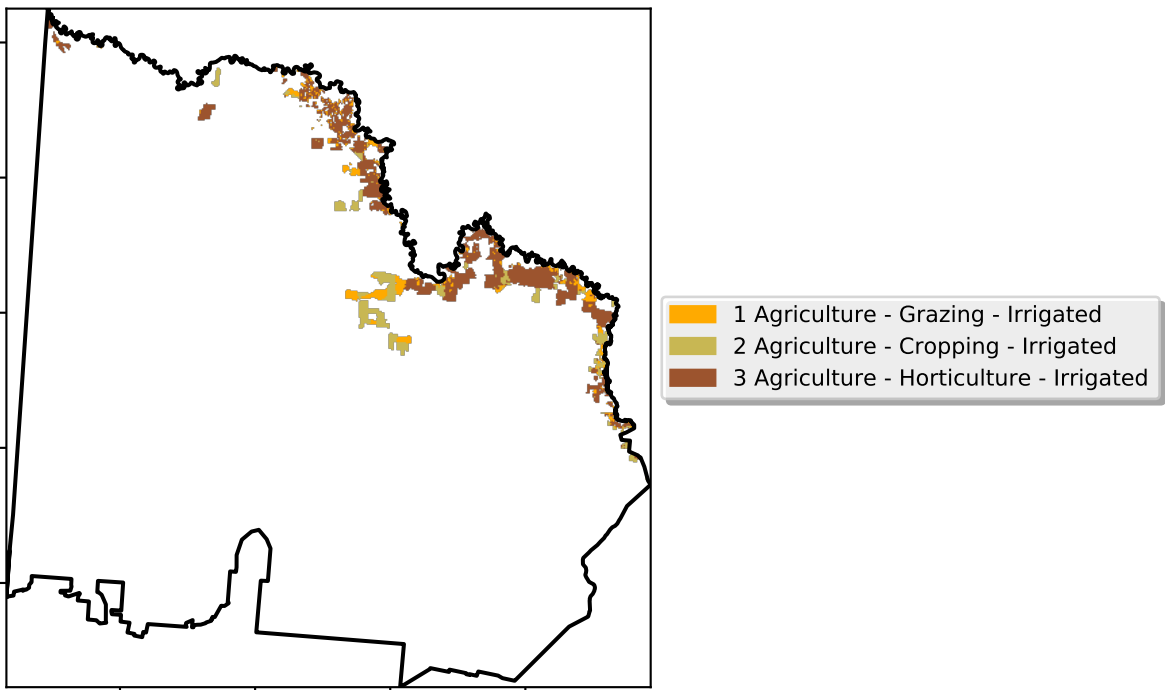 1 Agriculture - Grazing - Irrigated
2 Agriculture - Cropping - Irrigated
3 Agriculture - Horticulture - Irrigated